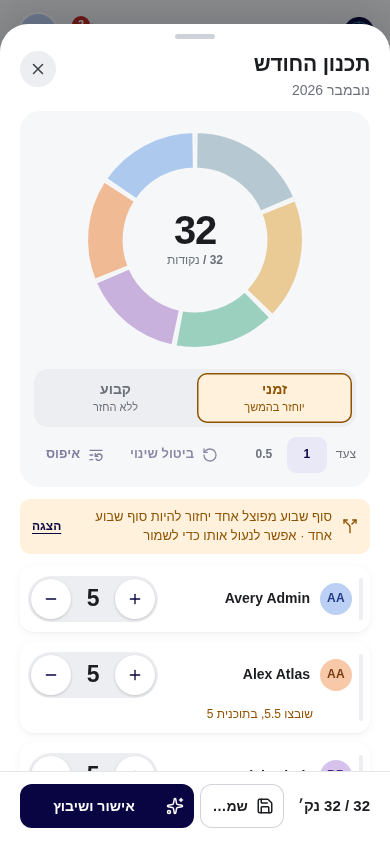 תכנון החודש
נובמבר 2026
32
32 / נקודות
זמני
יוחזר בהמשך
קבוע
ללא החזר
צעד
1
0.5
ביטול שינוי
איפוס
סוף שבוע מפוצל אחד יחזור להיות סוף שבוע
אחד · אפשר לנעול אותו כדי לשמור
הצגה
AA
Avery Admin
5
AA
Alex Atlas
5
שובצו 5.5, בתוכנית 5
5
32 / 32 נק׳
שמ...
אישור ושיבוץ